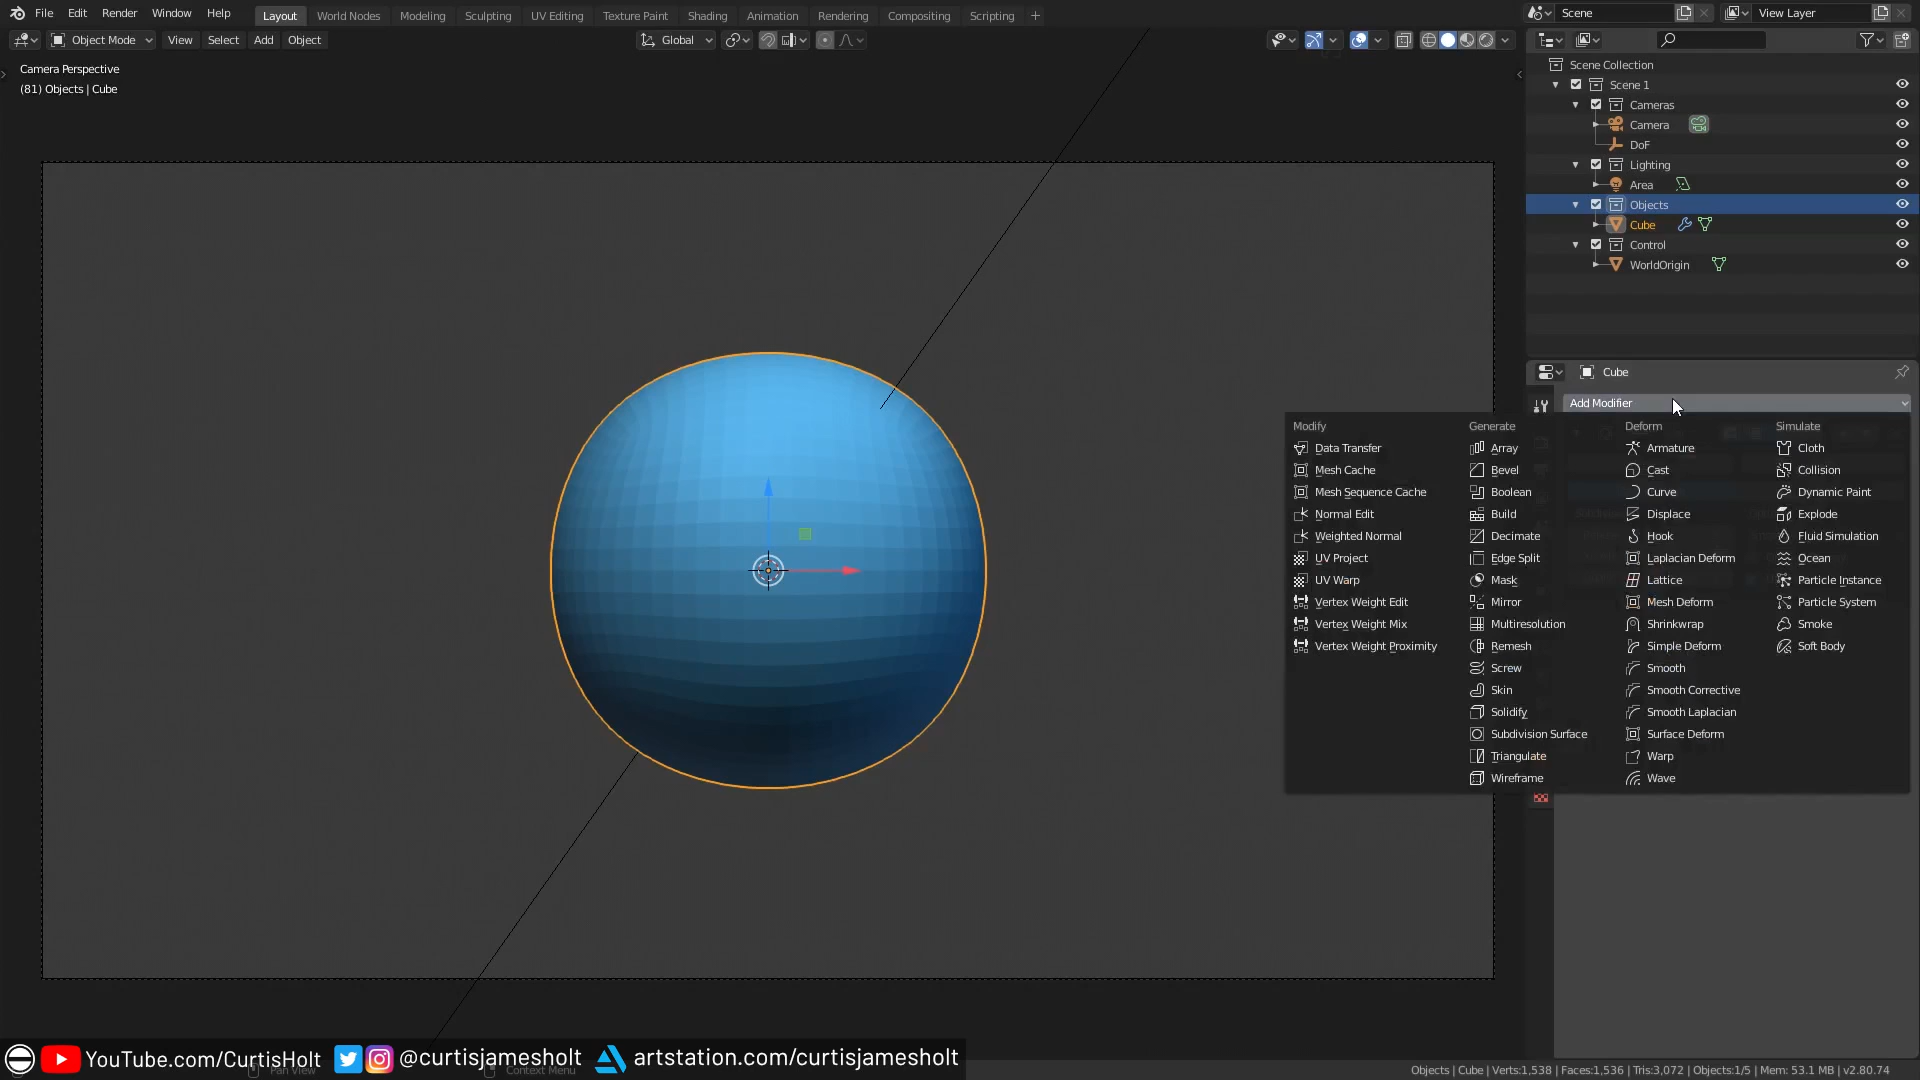 File Edit Render Window Help Layout World Nodes Modeling Sculpting UV Editing Texture Paint Shading Animation Rendering Compositing Scripting + Scene View Layer
Object Mode View Select Add Object Global
Camera Perspective
(81) Objects | Cube
Scene Collection
Scene 1
Cameras
Camera
DoF
Lighting
Area
Objects
Cube
Control
WorldOrigin
Cube
Add Modifier
Modify
Data Transfer
Mesh Cache
Mesh Sequence Cache
Normal Edit
Weighted Normal
UV Project
UV Warp
Vertex Weight Edit
Vertex Weight Mix
Vertex Weight Proximity
Generate
Array
Bevel
Boolean
Build
Decimate
Edge Split
Mask
Mirror
Multiresolution
Remesh
Screw
Skin
Solidify
Subdivision Surface
Triangulate
Wireframe
Deform
Armature
Cast
Curve
Displace
Hook
Laplacian Deform
Lattice
Mesh Deform
Shrinkwrap
Simple Deform
Smooth
Smooth Corrective
Smooth Laplacian
Surface Deform
Warp
Wave
Simulate
Cloth
Collision
Dynamic Paint
Explode
Fluid Simulation
Ocean
Particle Instance
Particle System
Smoke
Soft Body
YouTube.com/CurtisHolt @curtisjamesholt artstation.com/curtisjamesholt
Pan View Context Menu
Objects | Cube | Verts:1,538 | Faces:1,536 | Tris:3,072 | Objects:1/5 | Mem: 53.1 MB | v2.80.74